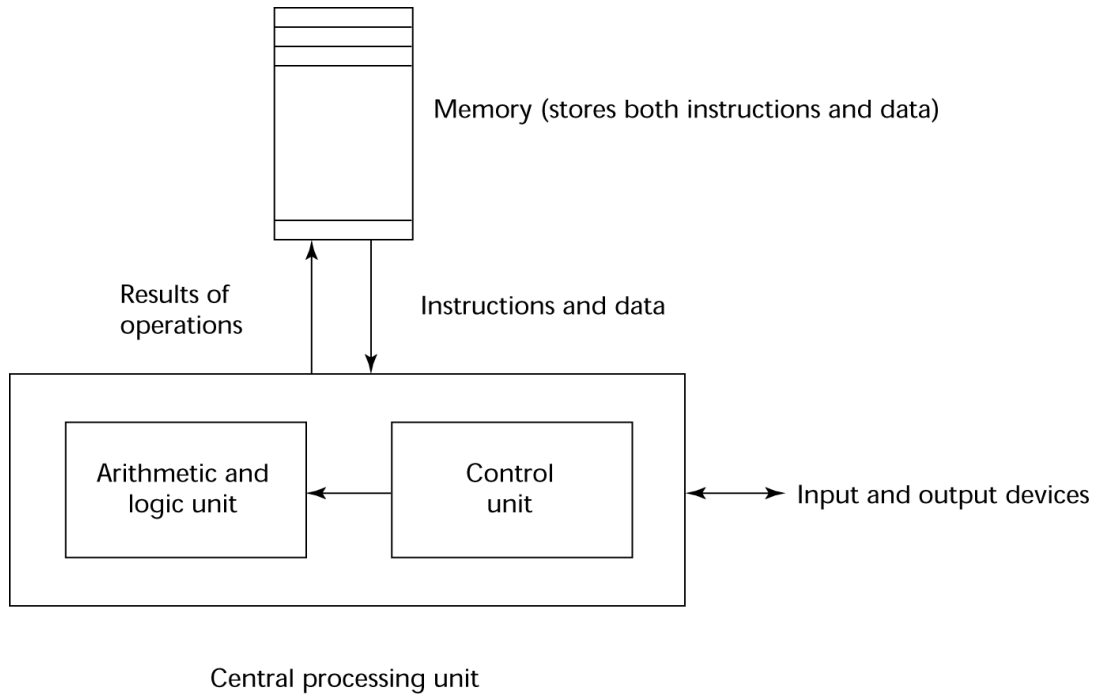 Memory (stores both instructions and data)
Results of
operations
Instructions and data
Arithmetic and
logic unit
Control
unit
Input and output devices
Central processing unit